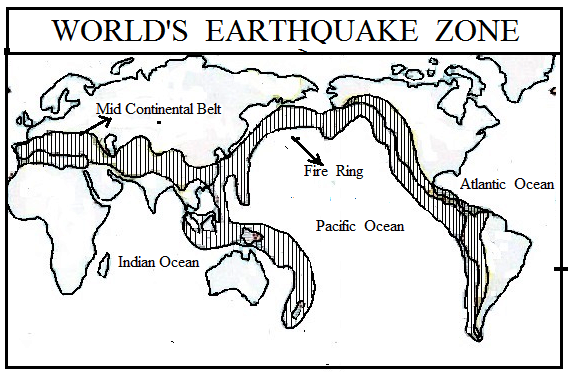 WORLD'S EARTHQUAKE ZONE
Mid Continental Belt
Fire Ring
Atlantic Ocean
Pacific Ocean
Indian Ocean